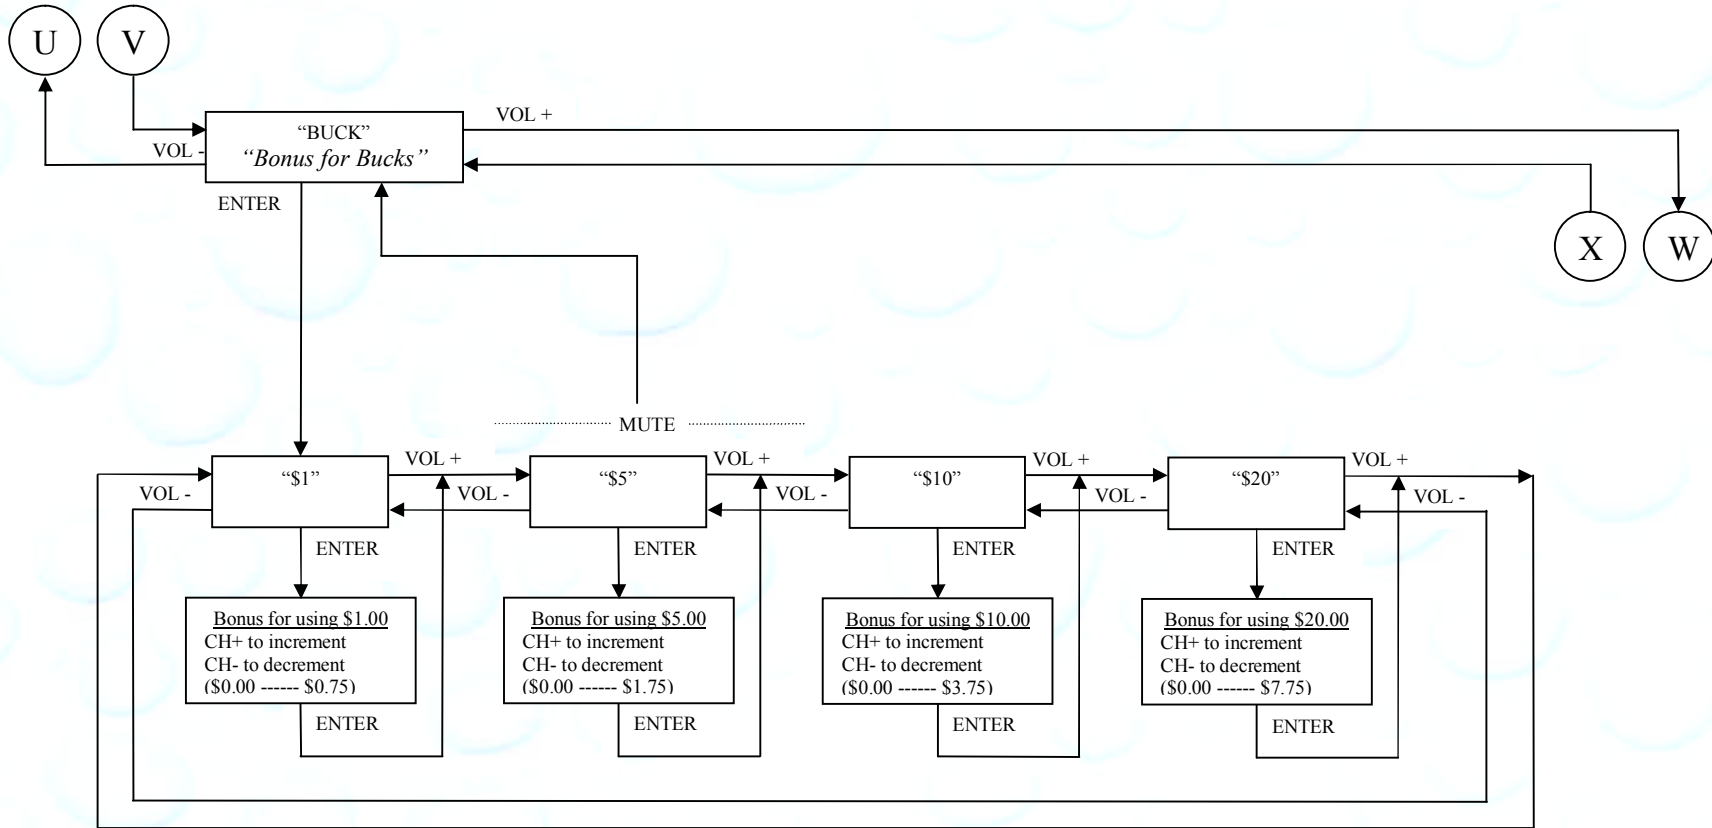 U
V
VOL +
“BUCK”
VOL -
“Bonus for Bucks”
ENTER
X
W
MUTE
VOL +
VOL +
VOL +
VOL +
“$1”
“$5”
“$10”
“$20”
VOL -
VOL -
VOL -
VOL -
VOL -
ENTER
ENTER
ENTER
ENTER
Bonus for using $1.00
CH+ to increment
CH- to decrement
($0.00 ------ $0.75)
Bonus for using $5.00
CH+ to increment
CH- to decrement
($0.00 ------ $1.75)
Bonus for using $10.00
CH+ to increment
CH- to decrement
($0.00 ------ $3.75)
Bonus for using $20.00
CH+ to increment
CH- to decrement
($0.00 ------ $7.75)
ENTER
ENTER
ENTER
ENTER